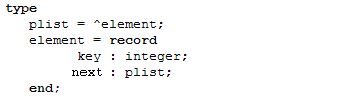 type
plist = ^element;
element = record
key : integer;
next : plist;
end;